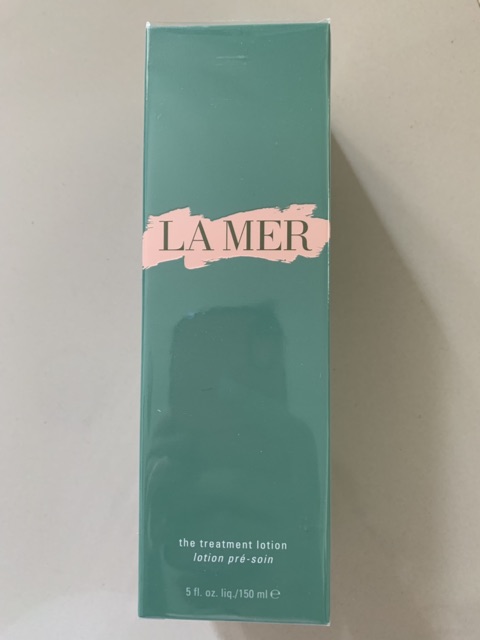 LA MER
the treatment lotion
lotion pré-soin
5 fl. oz. liq./150 ml ℮